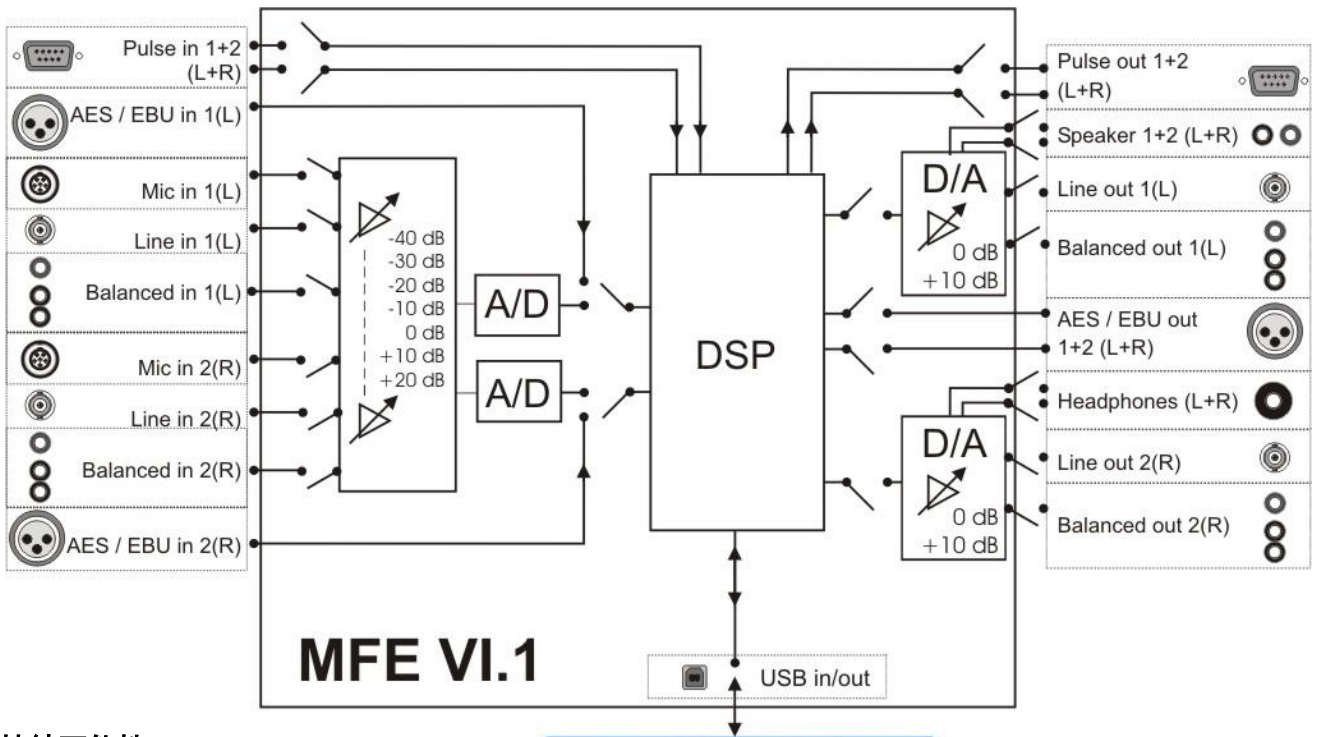 Pulse in 1+2
(L+R)
AES / EBU in 1(L)
Mic in 1(L)
Line in 1(L)
Balanced in 1(L)
Mic in 2(R)
Line in 2(R)
Balanced in 2(R)
AES / EBU in 2(R)
-40 dB
-30 dB
-20 dB
-10 dB
0 dB
+10 dB
+20 dB
A/D
A/D
DSP
D/A
0 dB
+10 dB
D/A
0 dB
+10 dB
Pulse out 1+2
(L+R)
Speaker 1+2 (L+R)
Line out 1(L)
Balanced out 1(L)
AES / EBU out
1+2 (L+R)
Headphones (L+R)
Line out 2(R)
Balanced out 2(R)
MFE VI.1
USB in/out